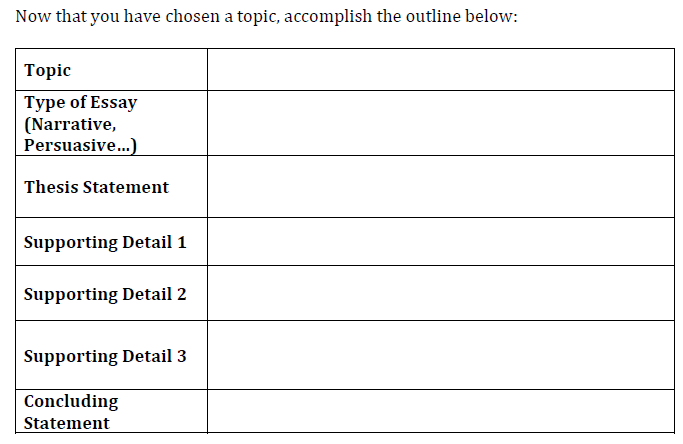 Now that you have chosen a topic, accomplish the outline below:
Topic
Type of Essay
(Narrative,
Persuasive...)
Thesis Statement
Supporting Detail 1
Supporting Detail 2
Supporting Detail 3
Concluding
Statement